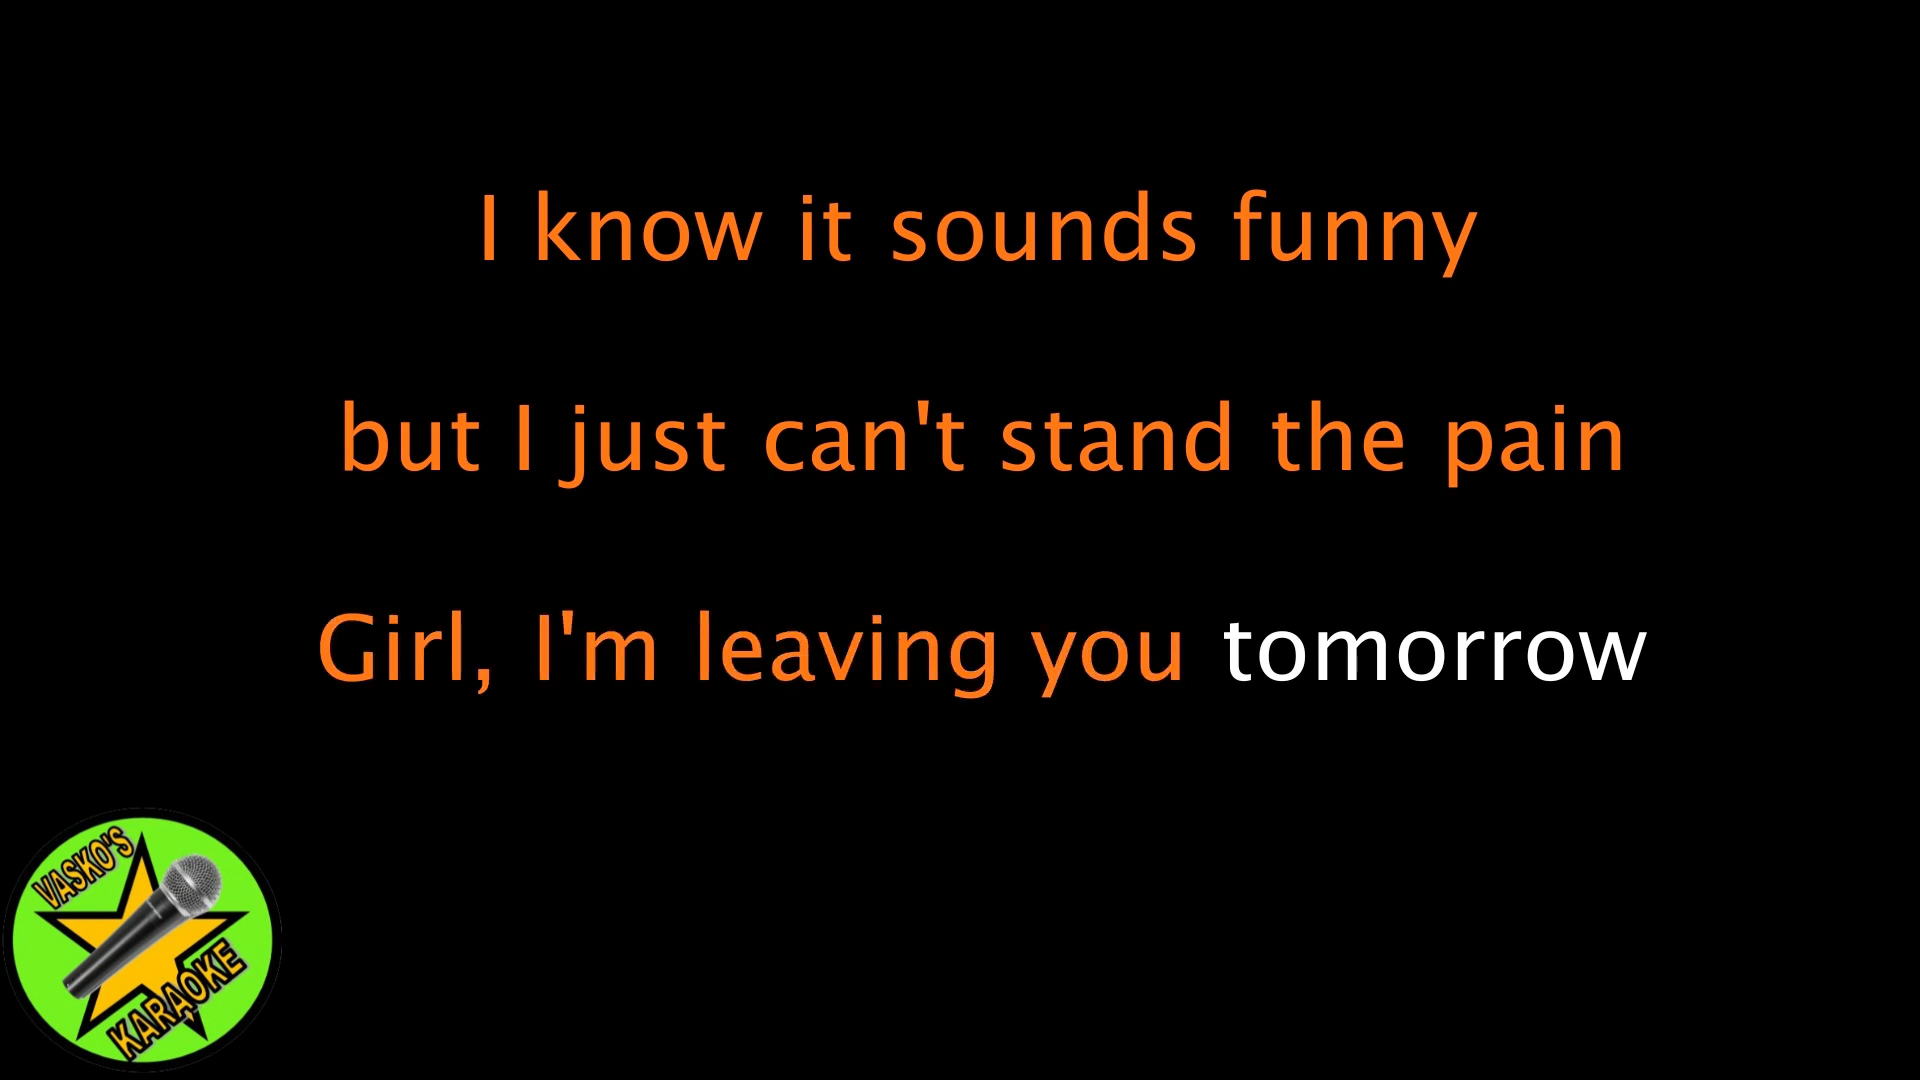 I know it sounds funny
but I just can't stand the pain
Girl, I'm leaving you tomorrow
VASKO'S
KARAOKE